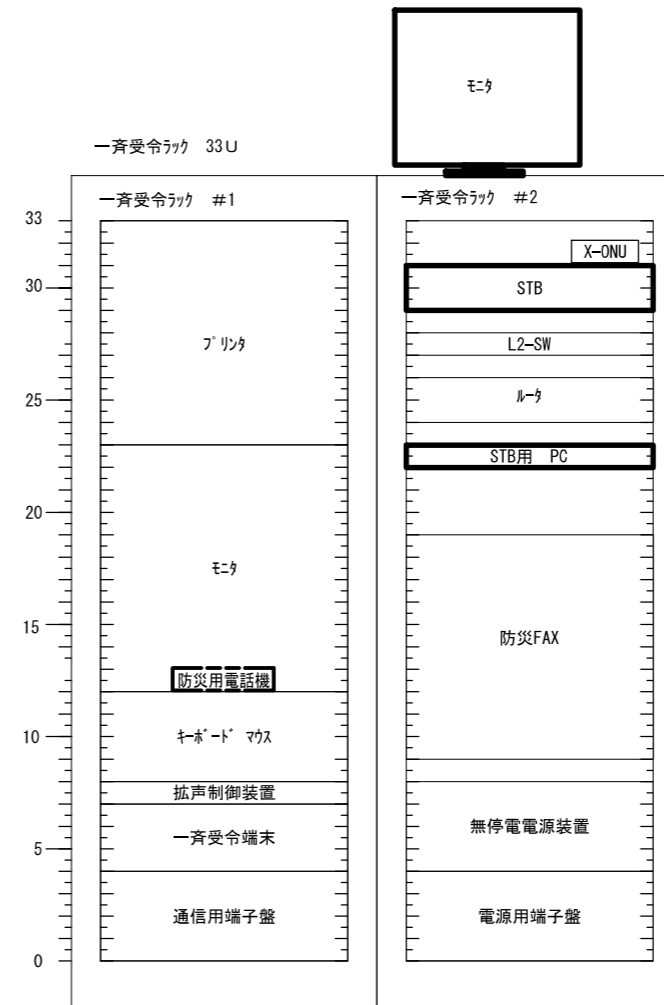 モニタ
一斉受令ラック 33U
一斉受令ラック #1
一斉受令ラック #2
33
30
25
20
15
10
5
0
プリンタ
モニタ
防災用電話機
キーボード マウス
拡声制御装置
一斉受令端末
通信用端子盤
X-ONU
STB
L2-SW
ルータ
STB用 PC
防災FAX
無停電電源装置
電源用端子盤